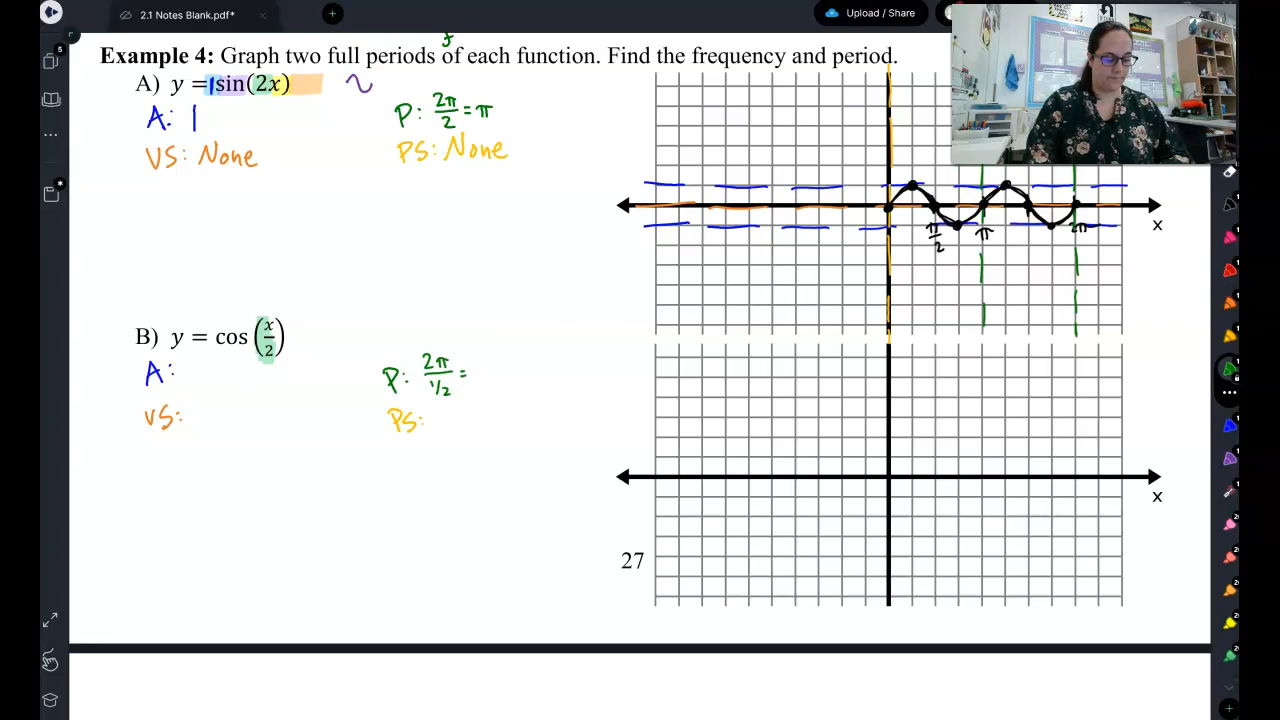 2.1 Notes Blank.pdf*
Upload / Share
Example 4: Graph two full periods of each function. Find the frequency and period.
A) y = 1sin(2x)
A: 1
P: 2π/2 = π
VS: None
PS: None
π/2 π 2π
x
B) y = cos(x/2)
A:
P: 2π/1/2 =
VS:
PS:
x
27